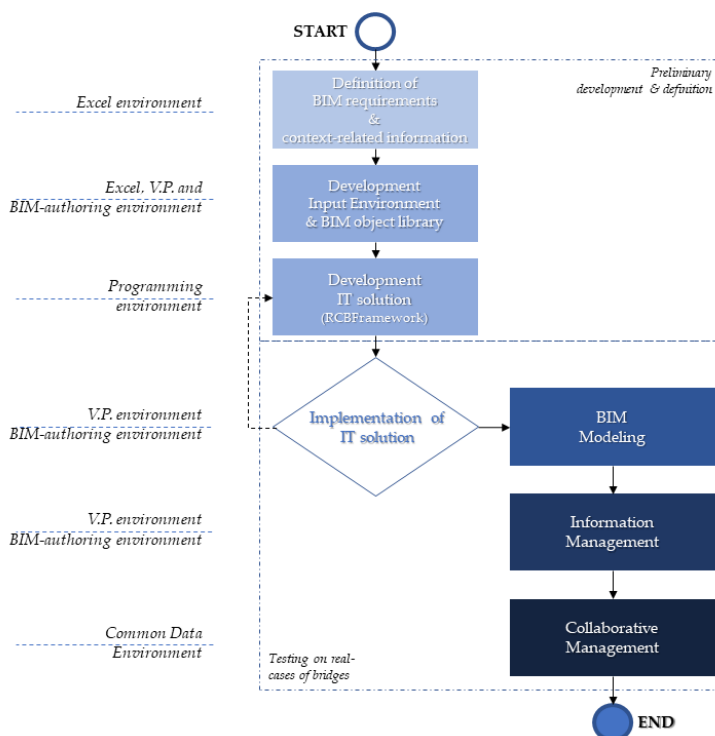 START
Preliminary
development & definition
Excel environment
Definition of
BIM requirements
&
context-related information
Excel, V.P. and
BIM-authoring environment
Development
Input Environment
& BIM object library
Programming
environment
Development
IT solution
(RCBFramework)
V.P. environment
BIM-authoring environment
Implementation of
IT solution
BIM
Modeling
V.P. environment
BIM-authoring environment
Information
Management
Common Data
Environment
Collaborative
Management
Testing on real-
cases of bridges
END